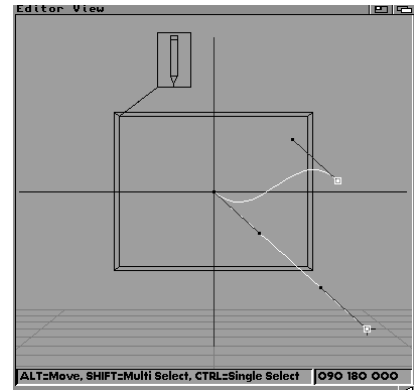 Editor View
ALT=Move, SHIFT=Multi Select, CTRL=Single Select
090 180 000